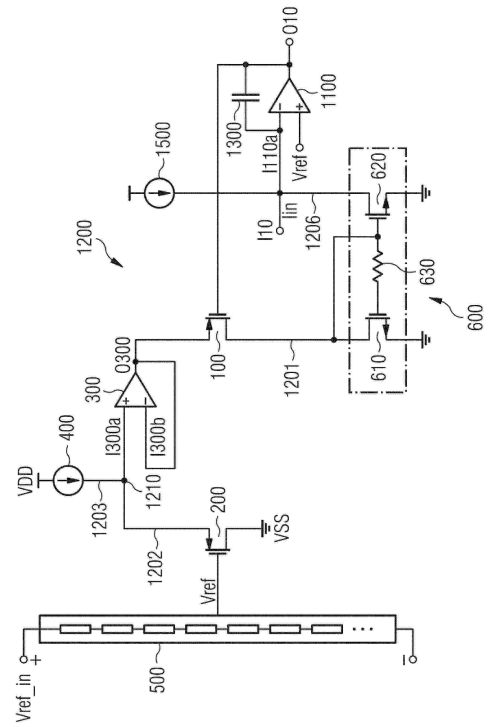 Vref_in
+
500
−
Vref
1202
200
VSS
VDD
400
1203
1210
I300a
I300b
+
−
300
O300
100
1201
1200
1500
I10
Iin
1206
1300
I110a
−
+
Vref
1100
O10
610
630
620
600